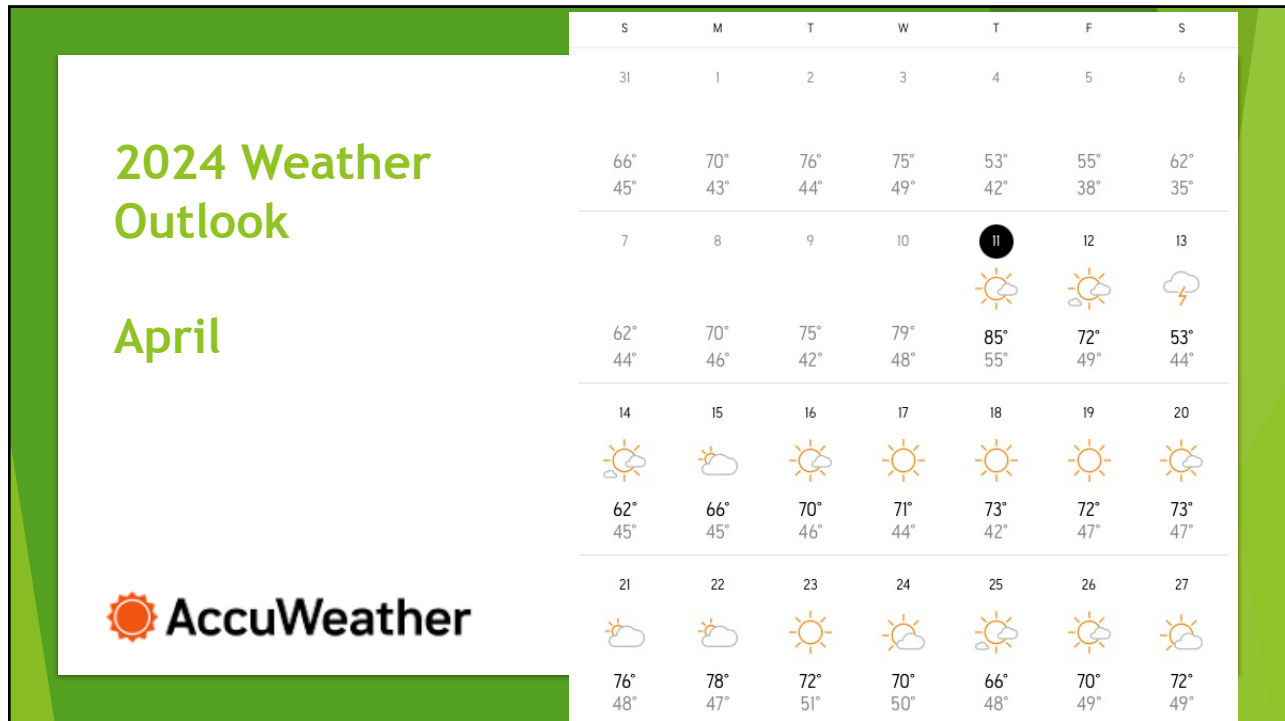 2024 Weather
Outlook
April
AccuWeather
S M T W T F S
31 1 2 3 4 5 6
66° 70° 76° 75° 53° 55° 62°
45° 43° 44° 49° 42° 38° 35°
7 8 9 10 11 12 13
62° 70° 75° 79° 85° 72° 53°
44° 46° 42° 48° 55° 49° 44°
14 15 16 17 18 19 20
62° 66° 70° 71° 73° 72° 73°
45° 45° 46° 44° 42° 47° 47°
21 22 23 24 25 26 27
76° 78° 72° 70° 66° 70° 72°
48° 47° 51° 50° 48° 49° 49°